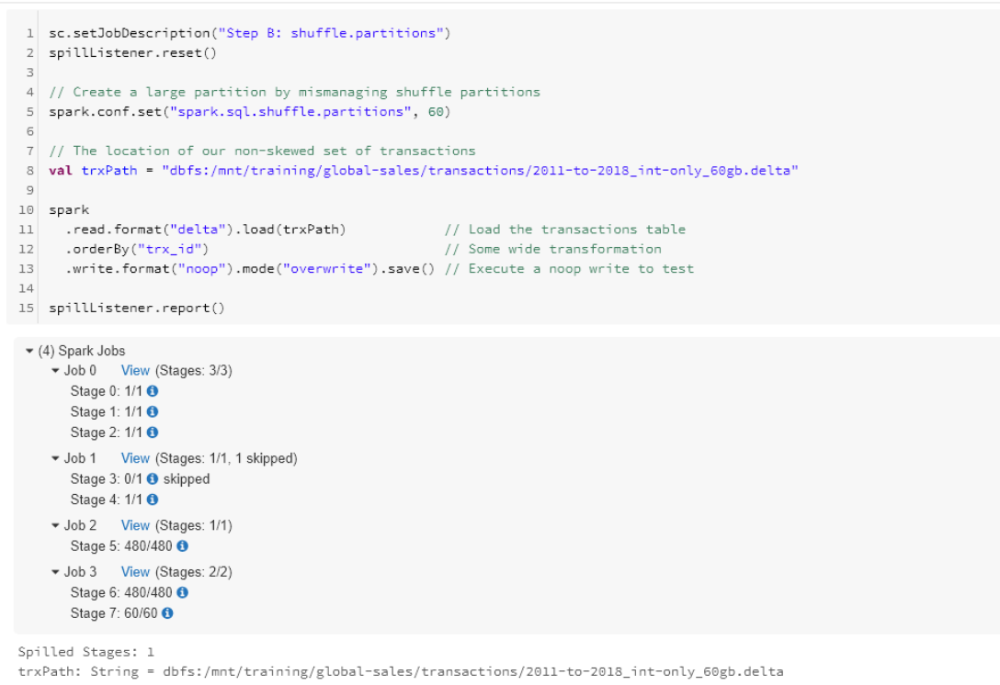 1 sc.setJobDescription("Step B: shuffle.partitions")
2 spillListener.reset()
3
4 // Create a large partition by mismanaging shuffle partitions
5 spark.conf.set("spark.sql.shuffle.partitions", 60)
6
7 // The location of our non-skewed set of transactions
8 val trxPath = "dbfs:/mnt/training/global-sales/transactions/2011-to-2018_int-only_60gb.delta"
9
10 spark
11 .read.format("delta").load(trxPath) // Load the transactions table
12 .orderBy("trx_id") // Some wide transformation
13 .write.format("noop").mode("overwrite").save() // Execute a noop write to test
14
15 spillListener.report()
(4) Spark Jobs
Job 0 View (Stages: 3/3)
Stage 0: 1/1
Stage 1: 1/1
Stage 2: 1/1
Job 1 View (Stages: 1/1, 1 skipped)
Stage 3: 0/1 skipped
Stage 4: 1/1
Job 2 View (Stages: 1/1)
Stage 5: 480/480
Job 3 View (Stages: 2/2)
Stage 6: 480/480
Stage 7: 60/60
Spilled Stages: 1
trxPath: String = dbfs:/mnt/training/global-sales/transactions/2011-to-2018_int-only_60gb.delta